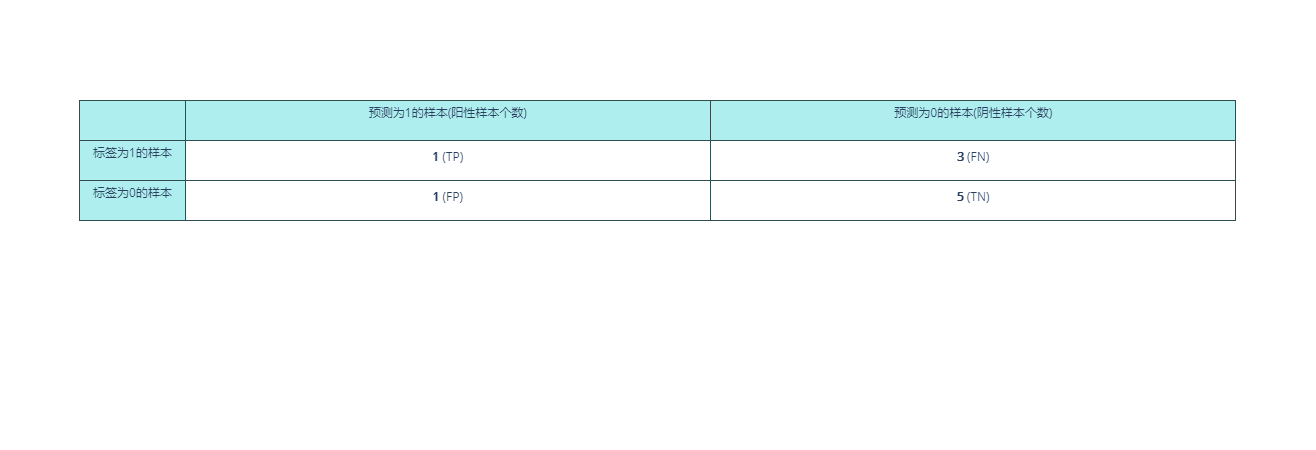 预测为1的样本(阳性样本个数) 预测为0的样本(阴性样本个数)
标签为1的样本 1 (TP) 3 (FN)
标签为0的样本 1 (FP) 5 (TN)